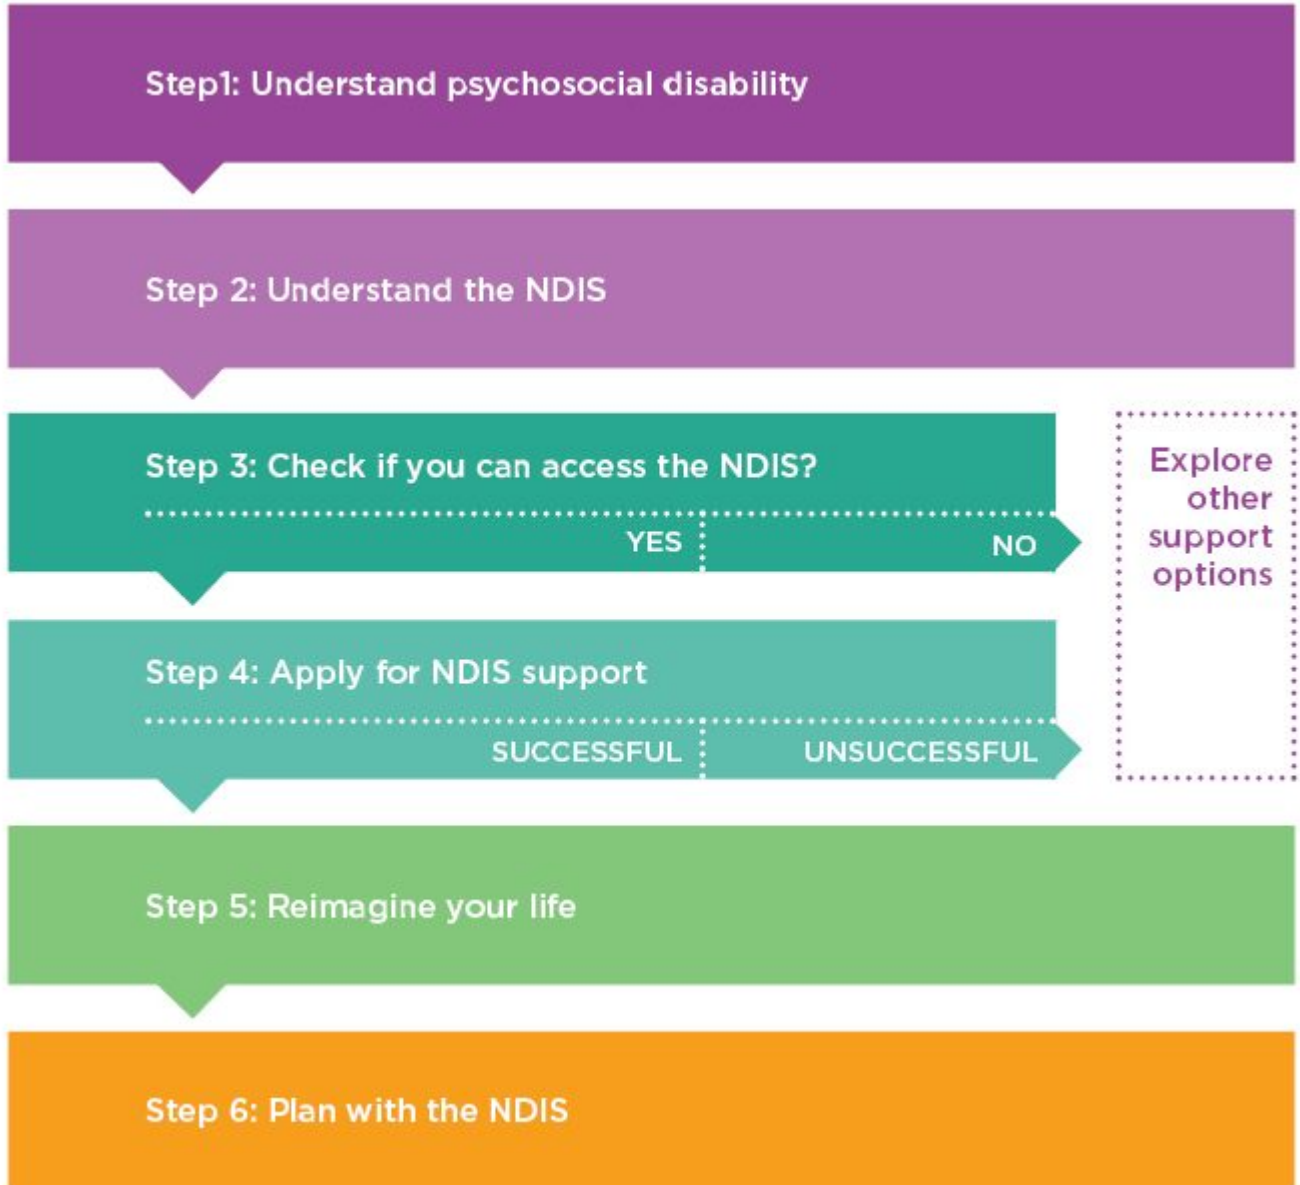 Step1: Understand psychosocial disability
Step 2: Understand the NDIS
Step 3: Check if you can access the NDIS?
YES
NO
Explore
other
support
options
Step 4: Apply for NDIS support
SUCCESSFUL
UNSUCCESSFUL
Step 5: Reimagine your life
Step 6: Plan with the NDIS